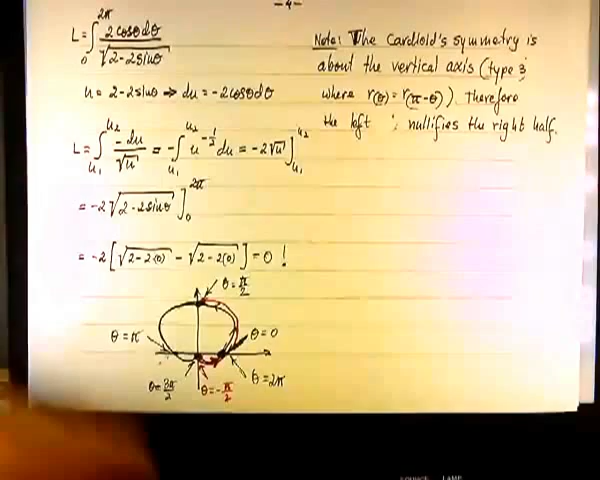 -4-
L = ∫₀^{2π} 2cosθdθ / √(2-2sinθ)
u = 2-2sinθ ⇒ du = -2cosθdθ
L = ∫_{u₁}^{u₂} -du/√u = -∫_{u₁}^{u₂} u^{-1/2} du = -2√u ]_{u₁}^{u₂}
= -2√(2-2sinθ) ]₀^{2π}
= -2[√(2-2(0)) - √(2-2(0))] = 0 !
θ = π/2
θ = π
θ = 0
θ = 3π/2
θ = -π/2
θ = 2π
Note: The Cardioid's symmetry is
about the vertical axis (type 3
where r(θ) = r(π-θ)). Therefore
the left nullifies the right half.